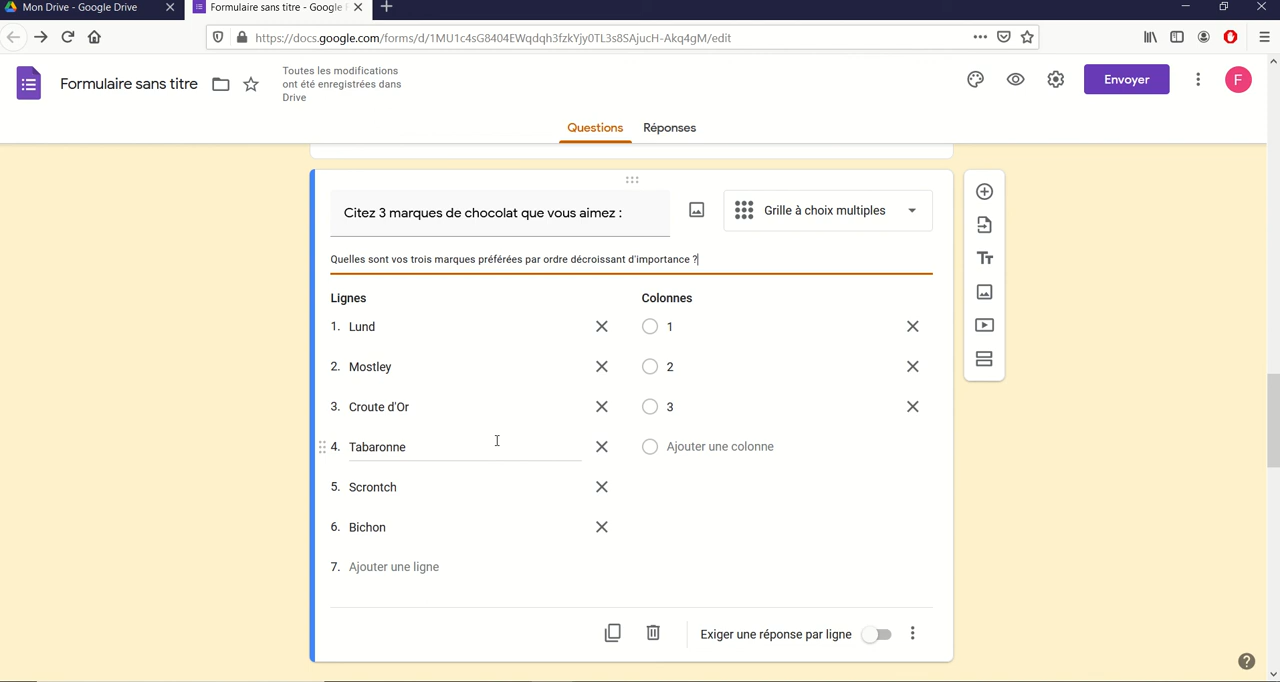 Mon Drive - Google Drive
Formulaire sans titre - Google F
https://docs.google.com/forms/d/1MU1c4sG8404EWqdqh3fzkYjy0TL3s8SAjucH-Akq4gM/edit
Formulaire sans titre
Toutes les modifications
ont été enregistrées dans
Drive
Envoyer
F
Questions
Réponses
Citez 3 marques de chocolat que vous aimez :
Grille à choix multiples
Quelles sont vos trois marques préférées par ordre décroissant d'importance ?
Lignes
Colonnes
1. Lund
1
2. Mostley
2
3. Croute d'Or
3
4. Tabaronne
Ajouter une colonne
5. Scrontch
6. Bichon
7. Ajouter une ligne
Exiger une réponse par ligne